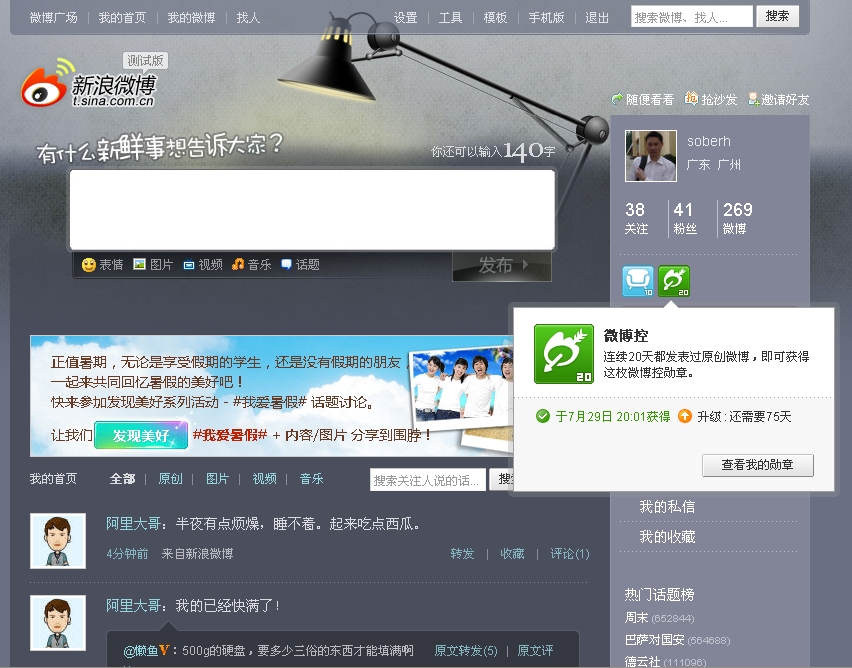 微博广场 我的首页 我的微博 找人 设置 工具 模板 手机版 退出 搜索微博、找人... 搜索
测试版
新浪微博
t.sina.com.cn
随便看看 抢沙发 邀请好友
有什么新鲜事想告诉大家?
你还可以输入140字
soberh
广东 广州
38 41 269
关注 粉丝 微博
表情 图片 视频 音乐 话题
发布
10 20
微博控
连续20天都发表过原创微博，即可获得
这枚微博控勋章。
20
于7月29日 20:01获得 升级:还需要75天
查看我的勋章
正值暑期，无论是享受假期的学生，还是没有假期的朋友，
一起来共同回忆暑假的美好吧！
快来参加发现美好系列活动 - #我爱暑假# 话题讨论。
让我们 发现美好 #我爱暑假# + 内容/图片 分享到围脖！
我的首页 全部 原创 图片 视频 音乐 搜索关注人说的话... 搜
我的私信
我的收藏
阿里大哥：半夜有点烦燥，睡不着。起来吃点西瓜。
4分钟前 来自新浪微博 转发 收藏 评论(1)
阿里大哥：我的已经快满了！
@懒鱼V：500g的硬盘，要多少三俗的东西才能填满啊 原文转发(5) 原文评
热门话题榜
周末 (652844)
巴萨对国安 (564688)
德云社 (111096)